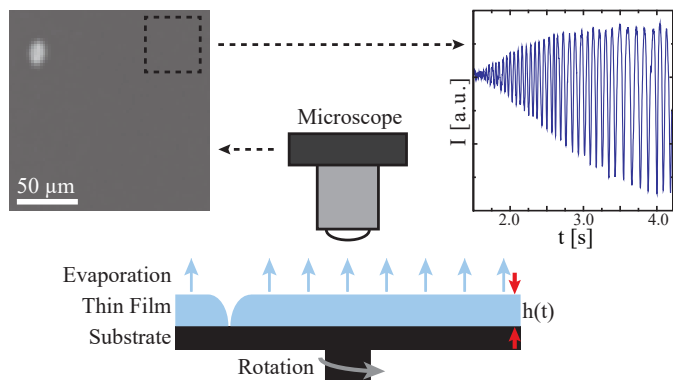 50 µm
Microscope
I [a.u.]
2.0 3.0 4.0
t [s]
Evaporation
Thin Film
h(t)
Substrate
Rotation